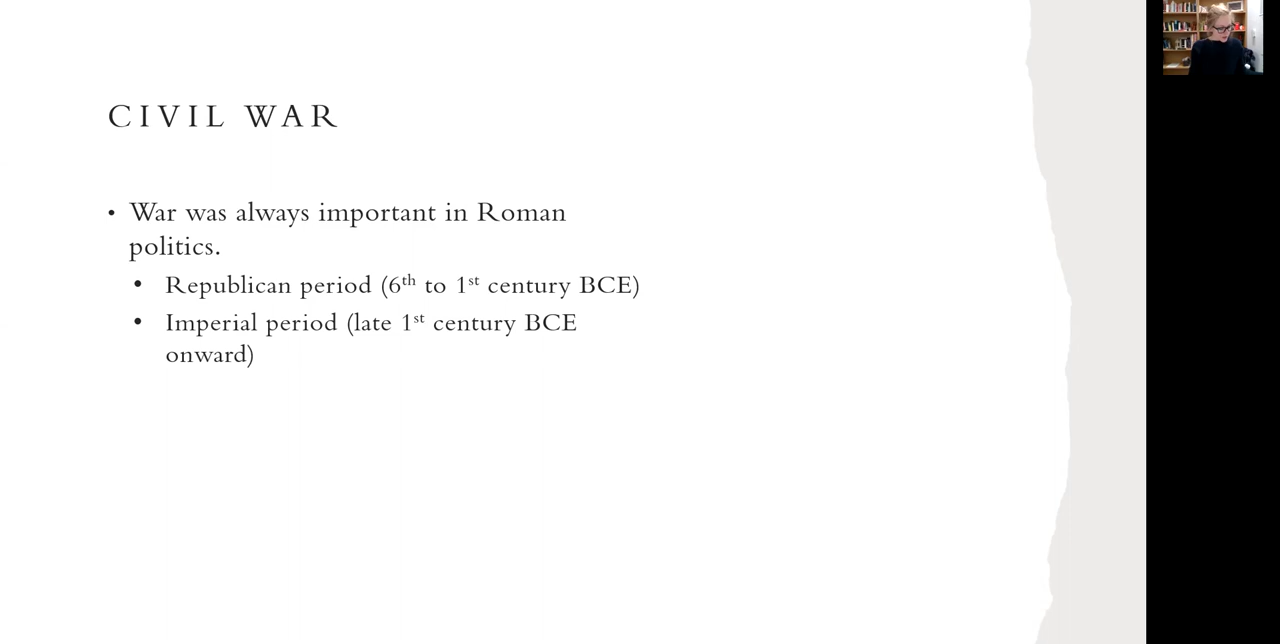 CIVIL WAR
• War was always important in Roman
politics.
• Republican period (6th to 1st century BCE)
• Imperial period (late 1st century BCE
onward)